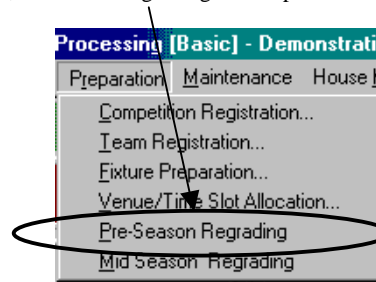 Processing [Basic] - Demonstrati
Preparation Maintenance House
Competition Registration...
Team Registration...
Fixture Preparation...
Venue/Time Slot Allocation...
Pre-Season Regrading
Mid Season Regrading